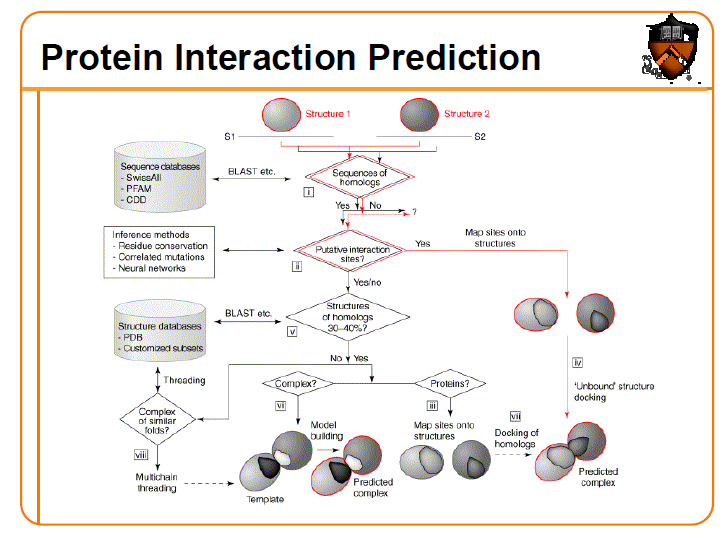 Protein Interaction Prediction
Structure 1
Structure 2
S1
S2
Sequence databases
- SwissAll
- PFAM
- CDD
BLAST etc.
Sequences of
homologs
i
Yes
No
?
Inference methods
- Residue conservation
- Correlated mutations
- Neural networks
Putative interaction
sites?
ii
Yes
Map sites onto
structures
Yes/no
Structure databases
- PDB
- Customized subsets
BLAST etc.
Structures
of homologs
30–40%?
v
iv
'Unbound' structure
docking
No
Yes
Threading
Complex?
Proteins?
vi
iii
Complex
of similar
folds?
viii
Model
building
Map sites onto
structures
vii
Docking of
homologs
Multichain
threading
Template
Predicted
complex
Predicted
complex